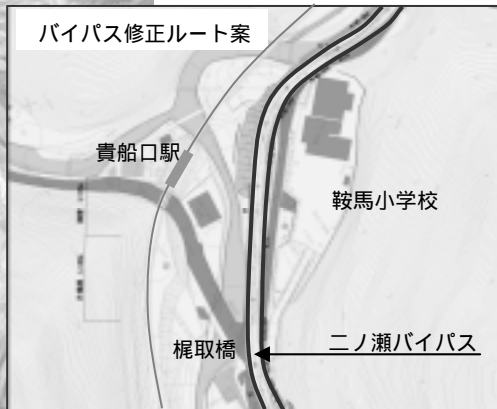 バイパス修正ルート案
貴船口駅
鞍馬小学校
梶取橋
二ノ瀬バイパス